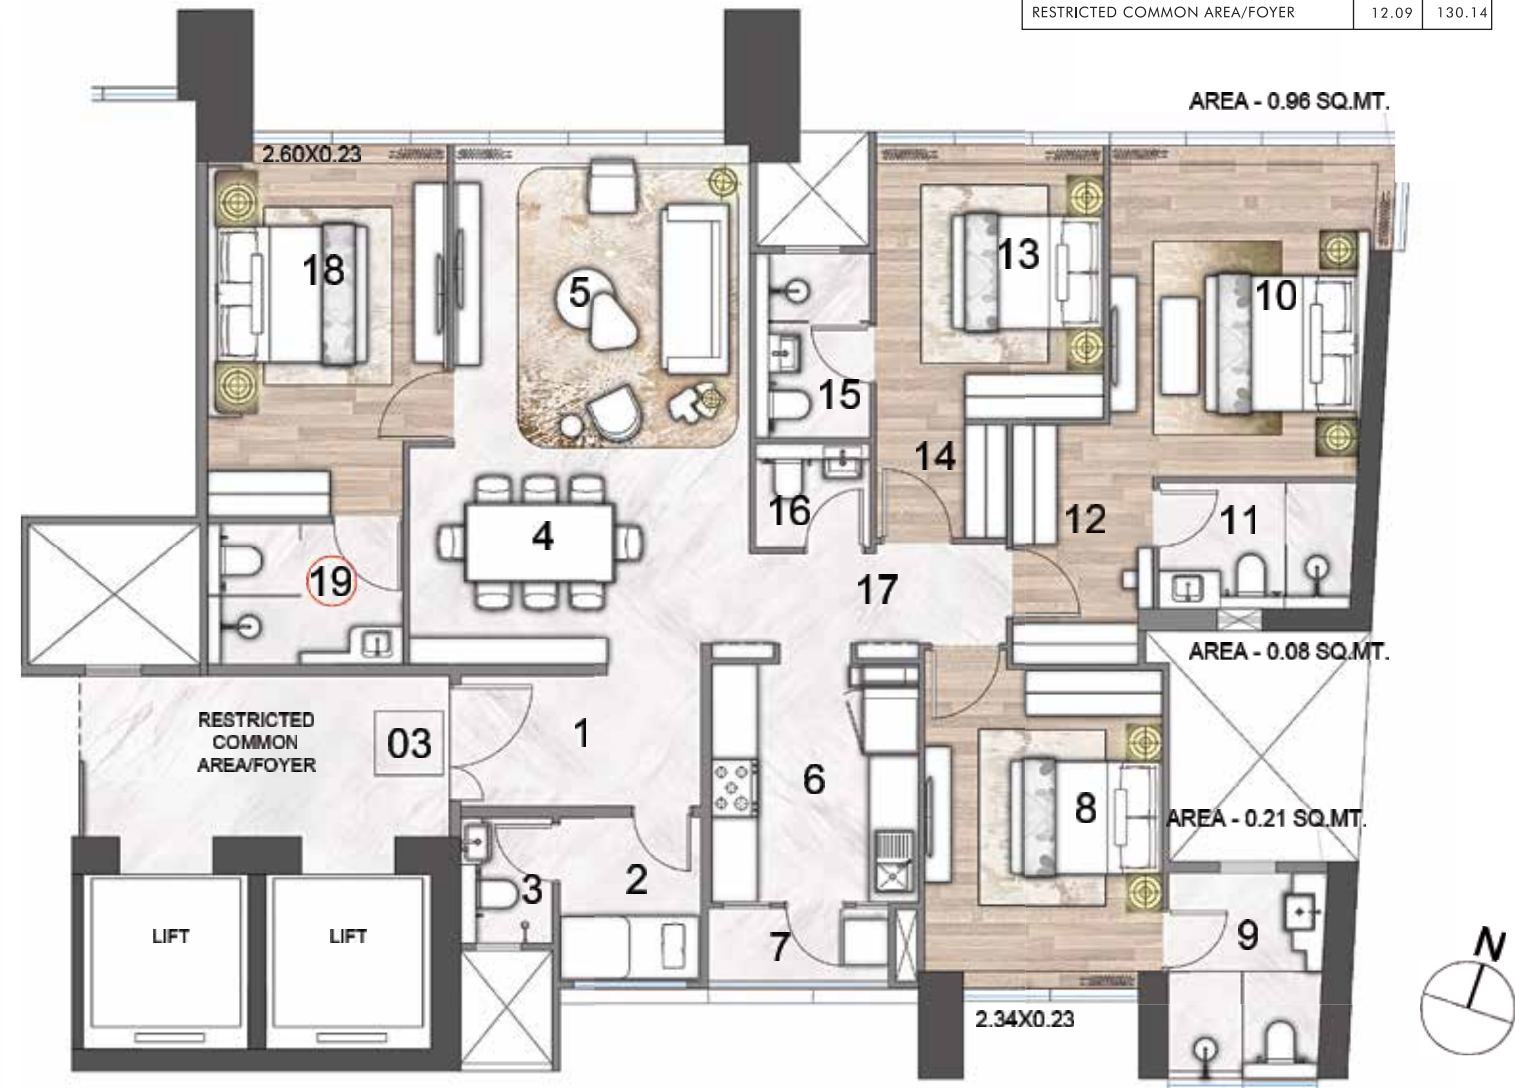 RESTRICTED COMMON AREA/FOYER 12.09 130.14
AREA - 0.96 SQ.MT.
2.60X0.23
18
5
13
10
15
14
16
4
12
11
19
17
AREA - 0.08 SQ.MT.
RESTRICTED
COMMON
AREA/FOYER
03
1
6
8
AREA - 0.21 SQ.MT.
3
2
7
9
LIFT
LIFT
N
2.34X0.23